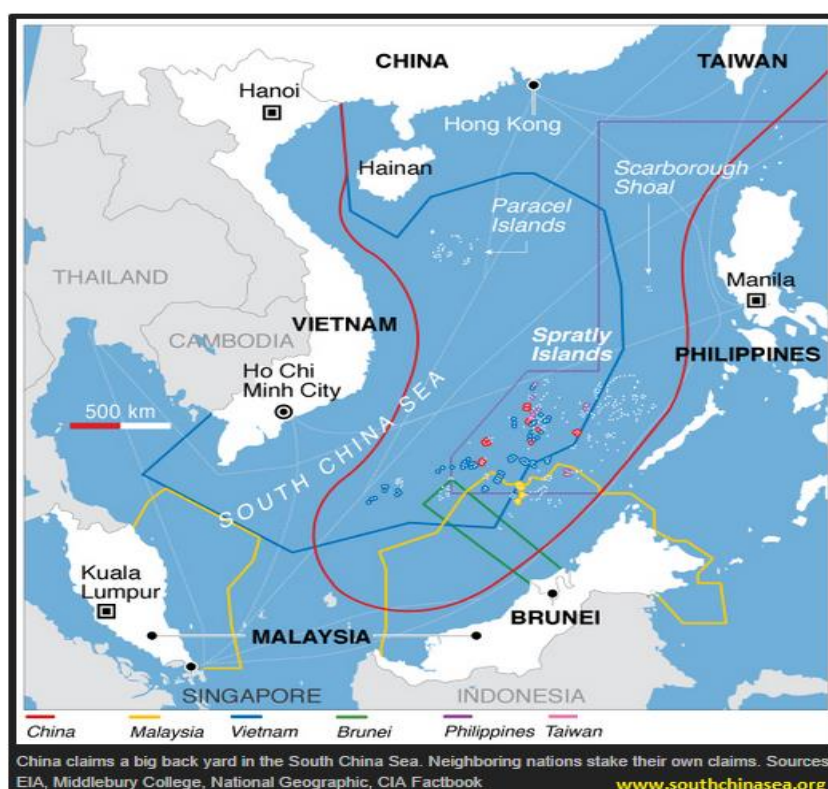 CHINA
TAIWAN
Hanoi
Hong Kong
Hainan
Scarborough
Shoal
Paracel
Islands
THAILAND
VIETNAM
Manila
CAMBODIA
Spratly
Islands
PHILIPPINES
Ho Chi
Minh City
500 km
SOUTH CHINA SEA
Kuala
Lumpur
BRUNEI
MALAYSIA
SINGAPORE
INDONESIA
China
Malaysia
Vietnam
Brunei
Philippines
Taiwan
China claims a big back yard in the South China Sea. Neighboring nations stake their own claims. Sources
EIA, Middlebury College, National Geographic, CIA Factbook
www.southchinasea.org